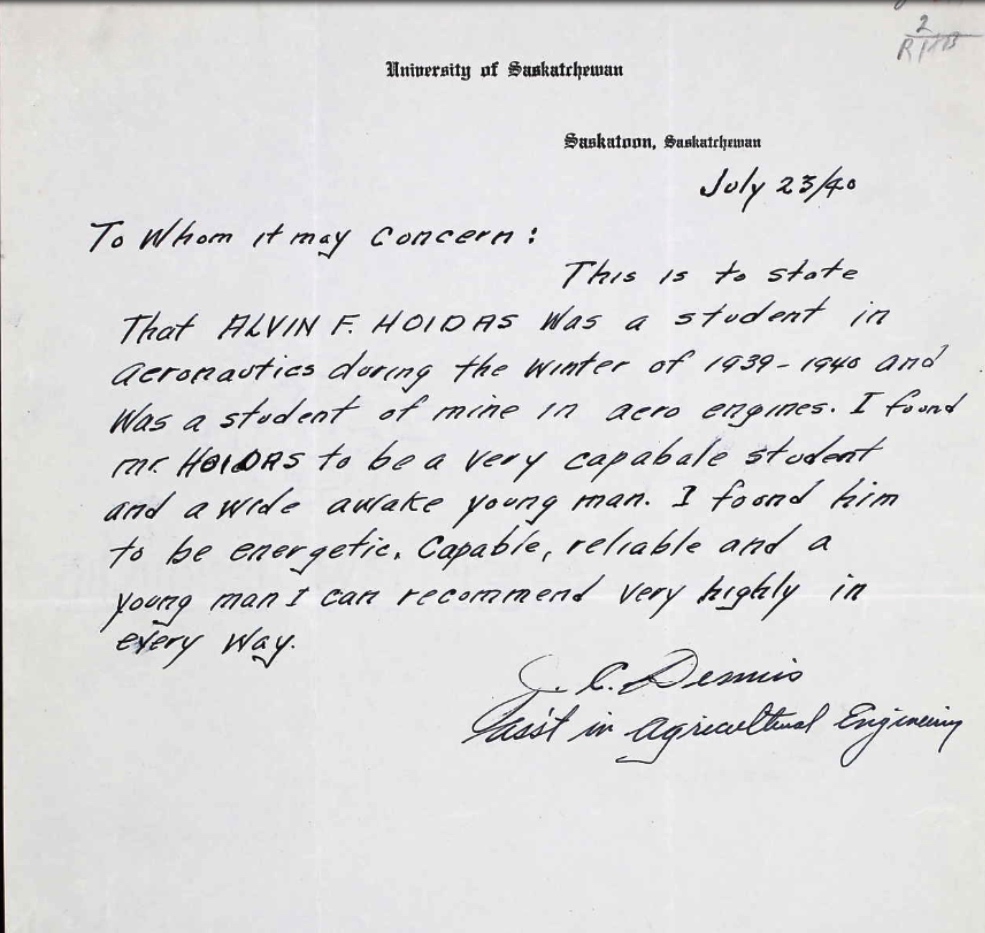 2
University of Saskatchewan
Saskatoon, Saskatchewan
July 23/40
To Whom it may Concern:
This is to state
That ALVIN F. HOIDAS Was a student in
aeronautics during the Winter of 1939-1940 and
Was a student of mine in aero engines. I found
mr. HOIDAS to be a very capabale student
and a wide awake young man. I foond him
to be energetic, Capable, reliable and a
young man I can recommend very highly in
every Way.
J. C. Dennis
Ass't in Agricultural Engineering